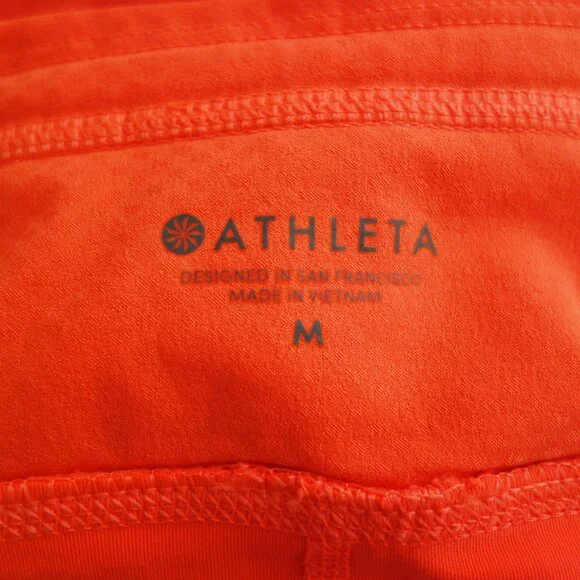 ATHLETA
DESIGNED IN SAN FRANCISCO
MADE IN VIETNAM
M